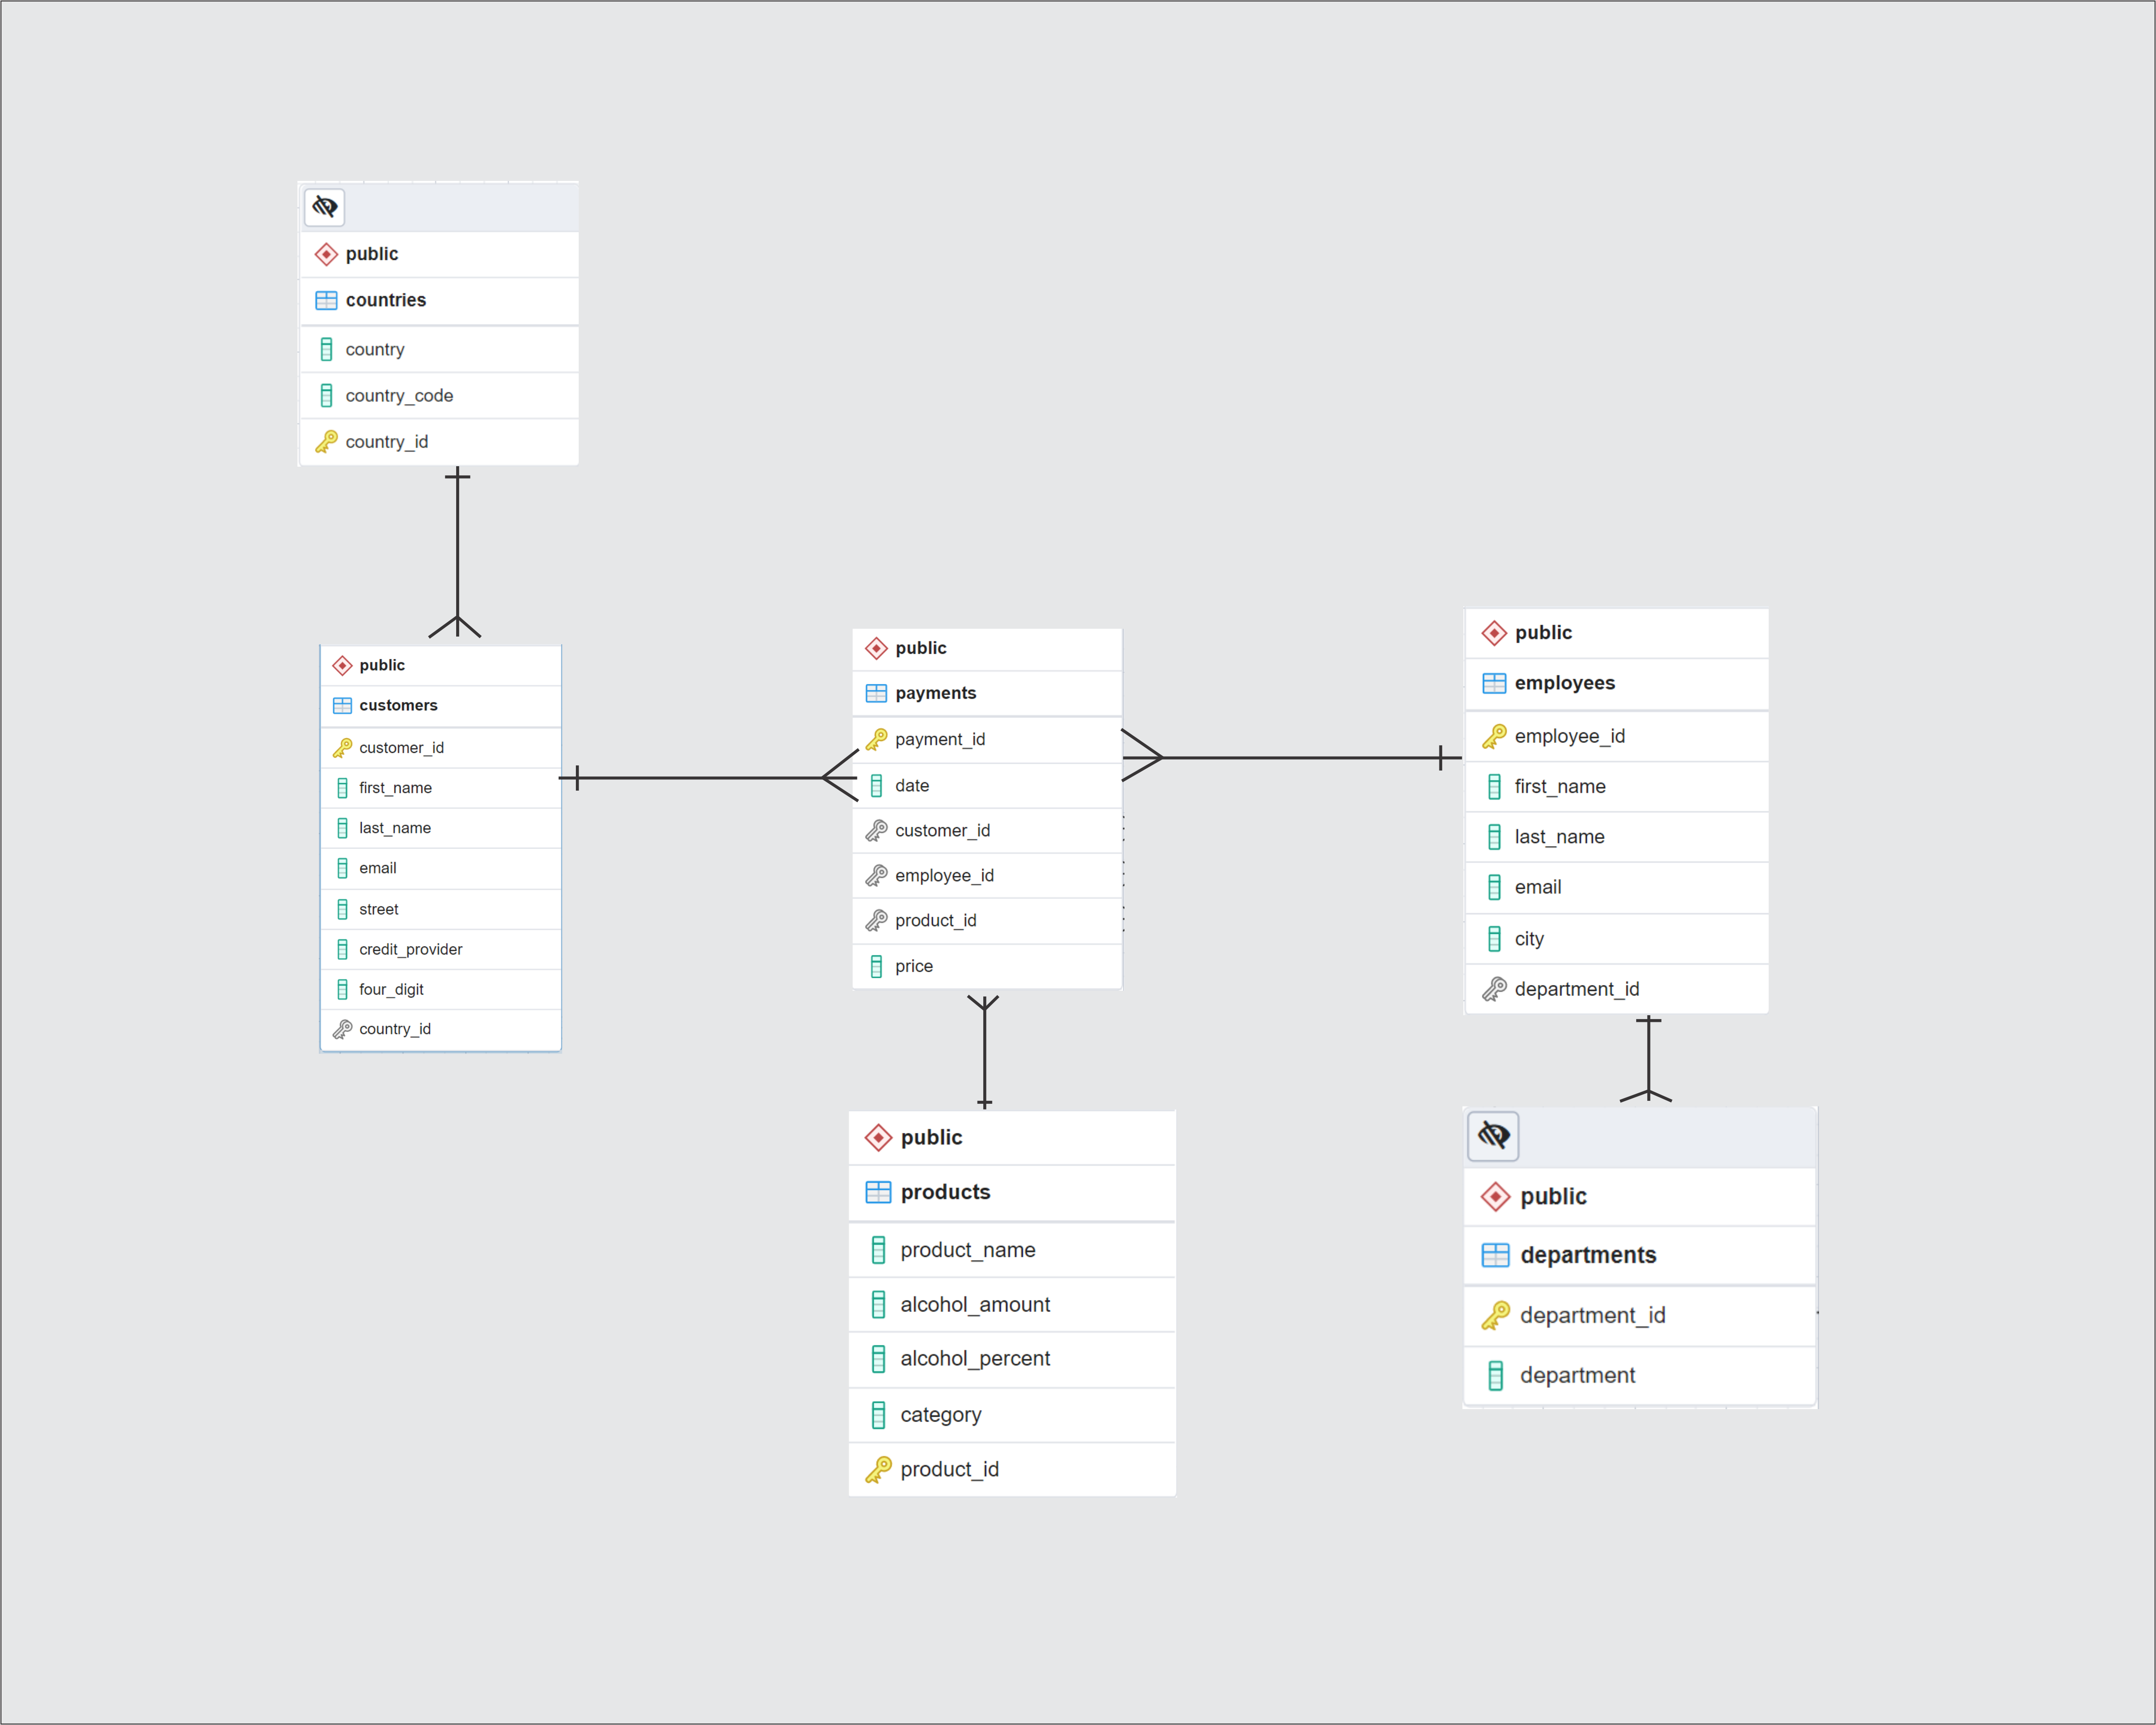 public
countries
country
country_code
country_id
public
customers
customer_id
first_name
last_name
email
street
credit_provider
four_digit
country_id
public
payments
payment_id
date
customer_id
employee_id
product_id
price
public
employees
employee_id
first_name
last_name
email
city
department_id
public
products
product_name
alcohol_amount
alcohol_percent
category
product_id
public
departments
department_id
department